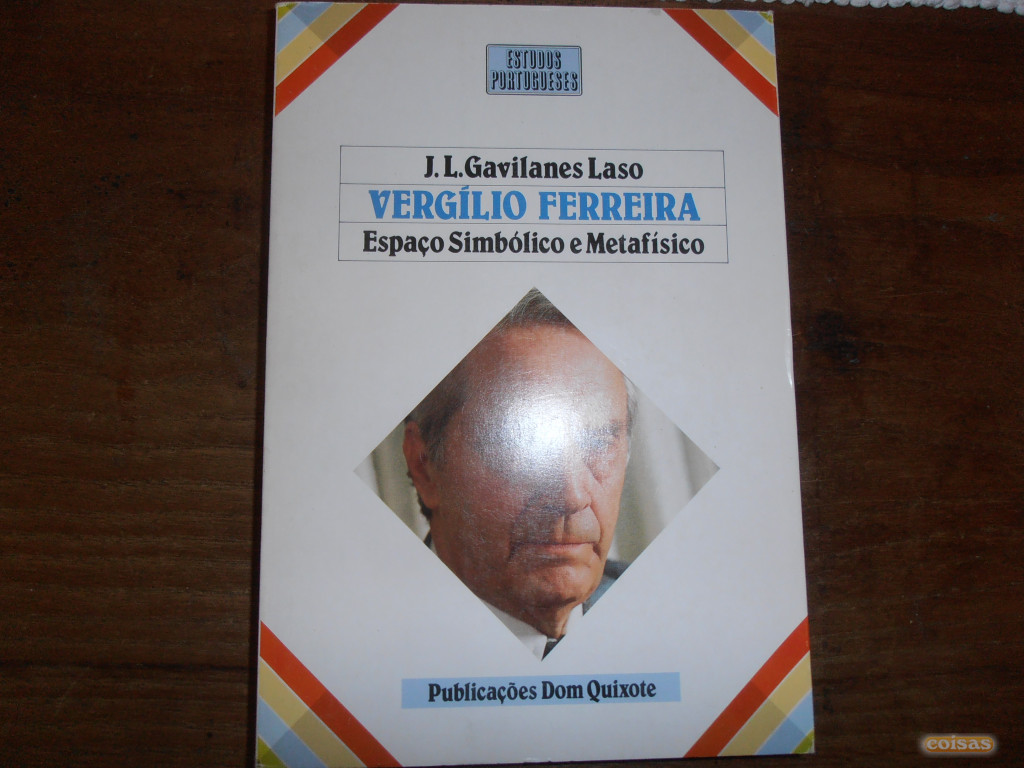 ESTUDOS
PORTUGUESES
J. L. Gavilanes Laso
VERGÍLIO FERREIRA
Espaço Simbólico e Metafísico
Publicações Dom Quixote
coisas